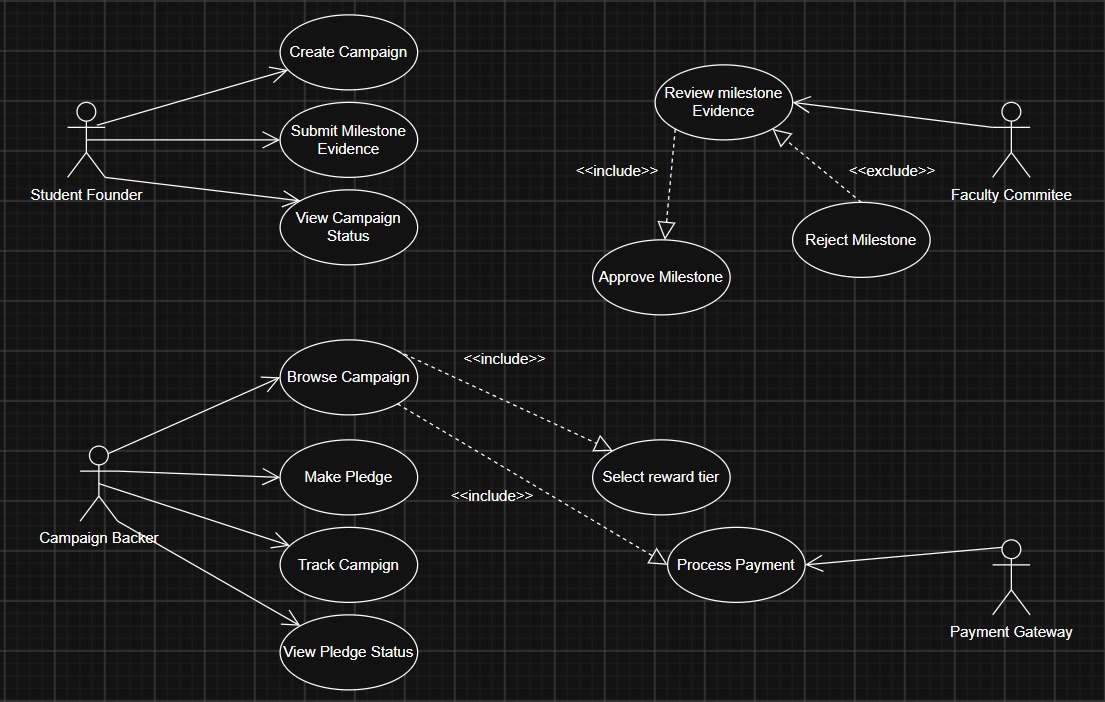 Create Campaign
Submit Milestone
Evidence
View Campaign
Status
Student Founder
Review milestone
Evidence
<<include>>
<<exclude>>
Faculty Commitee
Reject Milestone
Approve Milestone
Browse Campaign
<<include>>
Make Pledge
Select reward tier
<<include>>
Campaign Backer
Track Campign
Process Payment
View Pledge Status
Payment Gateway